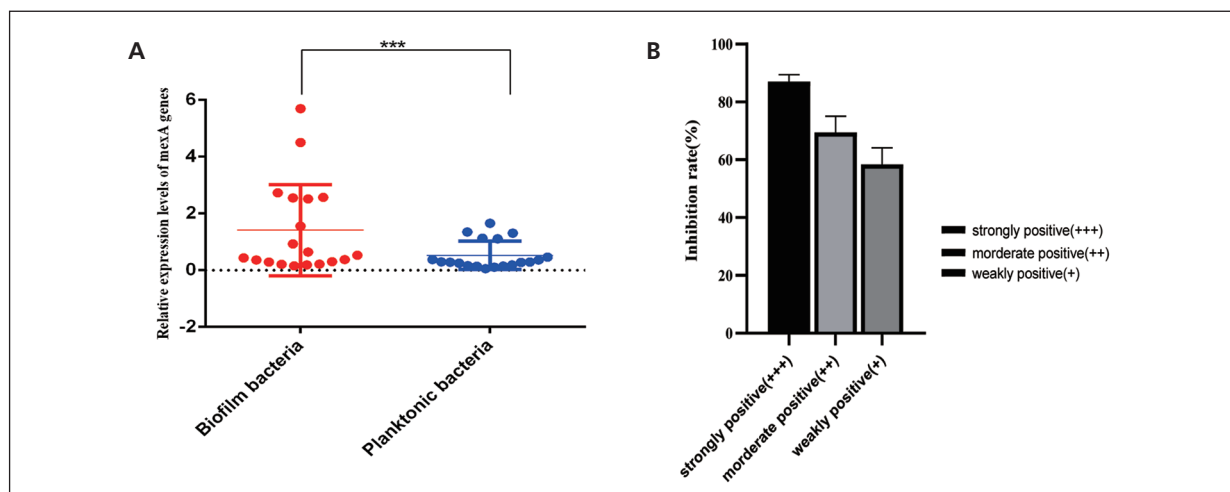 A
***
Relative expression levels of mexA genes
6
4
2
0
-2
Biofilm bacteria
Planktonic bacteria
B
Inhibition rate(%)
100
80
60
40
20
0
strongly positive(+++)
morderate positive(++)
weakly positive(+)
strongly positive(+++)
morderate positive(++)
weakly positive(+)